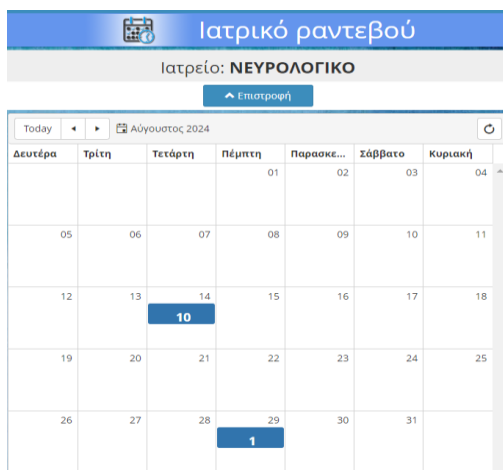 Ιατρικό ραντεβού
Ιατρείο: ΝΕΥΡΟΛΟΓΙΚΟ
Επιστροφή
Today Αύγουστος 2024
Δευτέρα Τρίτη Τετάρτη Πέμπτη Παρασκε... Σάββατο Κυριακή
01 02 03 04
05 06 07 08 09 10 11
12 13 14 15 16 17 18
10
19 20 21 22 23 24 25
26 27 28 29 30 31
1